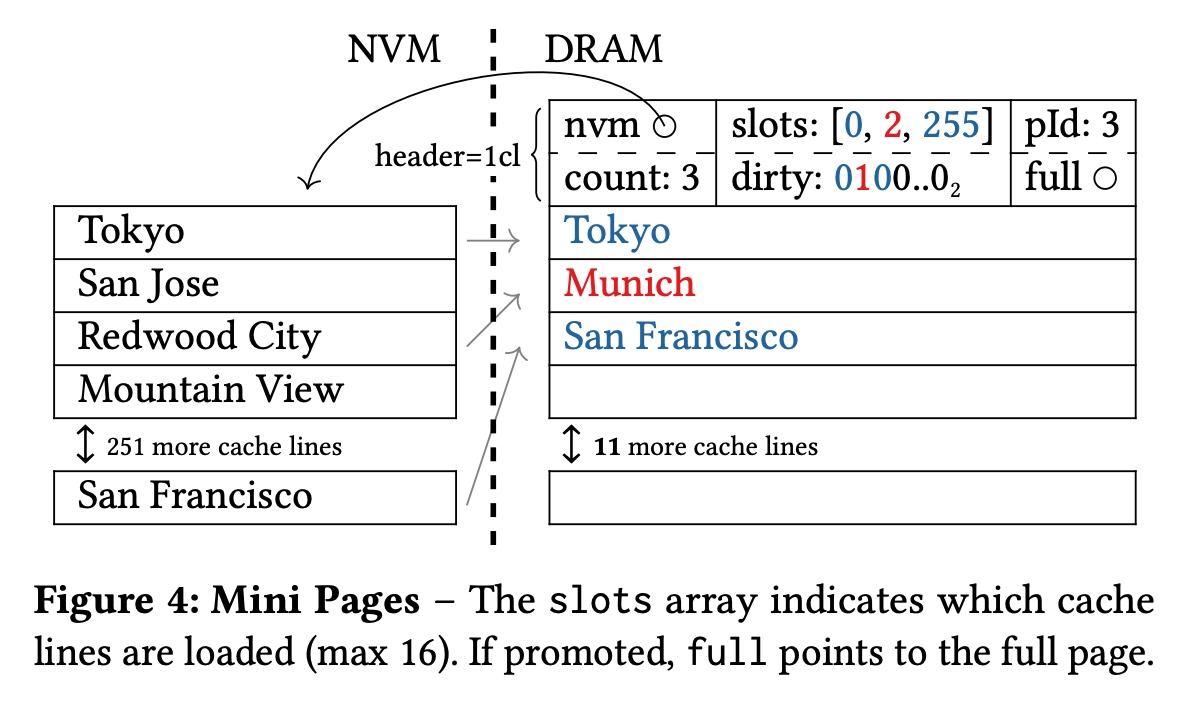 NVM DRAM
header=1cl
nvm slots: [0, 2, 255] pId: 3
count: 3 dirty: 0100..0₂ full
Tokyo
San Jose
Redwood City
Mountain View
251 more cache lines
San Francisco
Tokyo
Munich
San Francisco
11 more cache lines
Figure 4: Mini Pages – The slots array indicates which cache
lines are loaded (max 16). If promoted, full points to the full page.